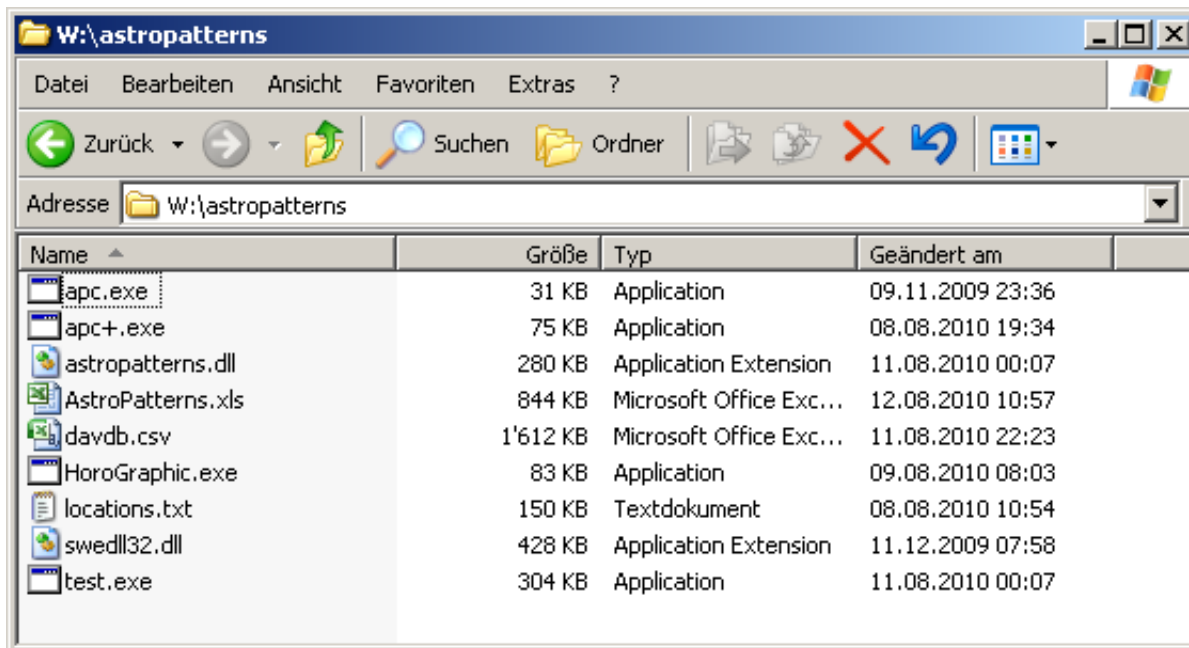 W:\astropatterns
Datei Bearbeiten Ansicht Favoriten Extras ?
Zurück Suchen Ordner
Adresse W:\astropatterns
Name Größe Typ Geändert am
apc.exe 31 KB Application 09.11.2009 23:36
apc+.exe 75 KB Application 08.08.2010 19:34
astropatterns.dll 280 KB Application Extension 11.08.2010 00:07
AstroPatterns.xls 844 KB Microsoft Office Exc... 12.08.2010 10:57
davdb.csv 1'612 KB Microsoft Office Exc... 11.08.2010 22:23
HoroGraphic.exe 83 KB Application 09.08.2010 08:03
locations.txt 150 KB Textdokument 08.08.2010 10:54
swedll32.dll 428 KB Application Extension 11.12.2009 07:58
test.exe 304 KB Application 11.08.2010 00:07